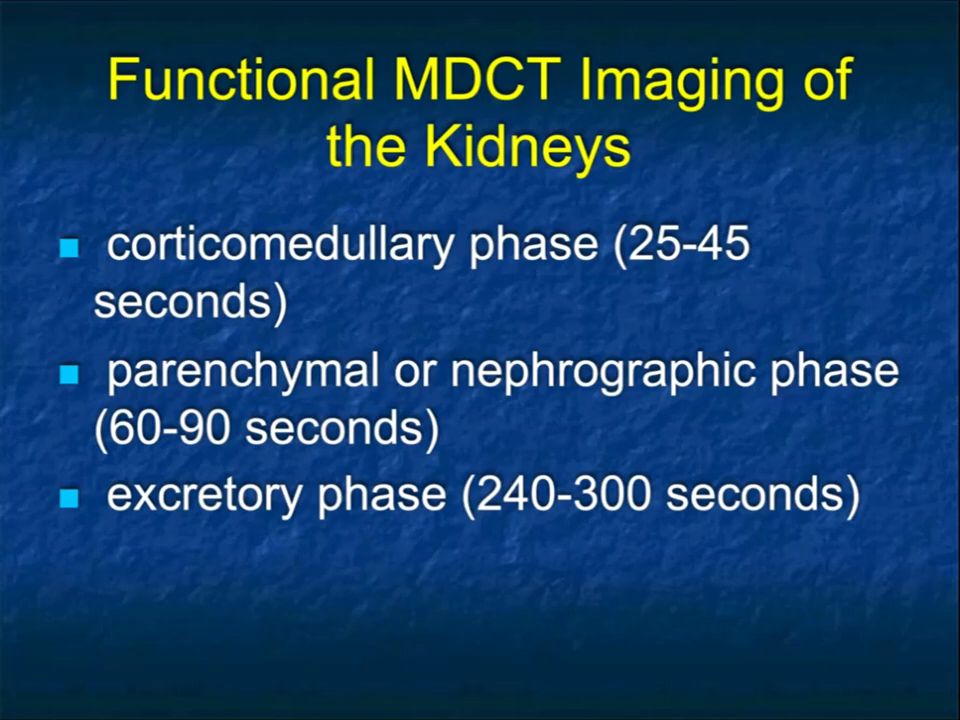 Functional MDCT Imaging of
the Kidneys
corticomedullary phase (25-45
seconds)
parenchymal or nephrographic phase
(60-90 seconds)
excretory phase (240-300 seconds)